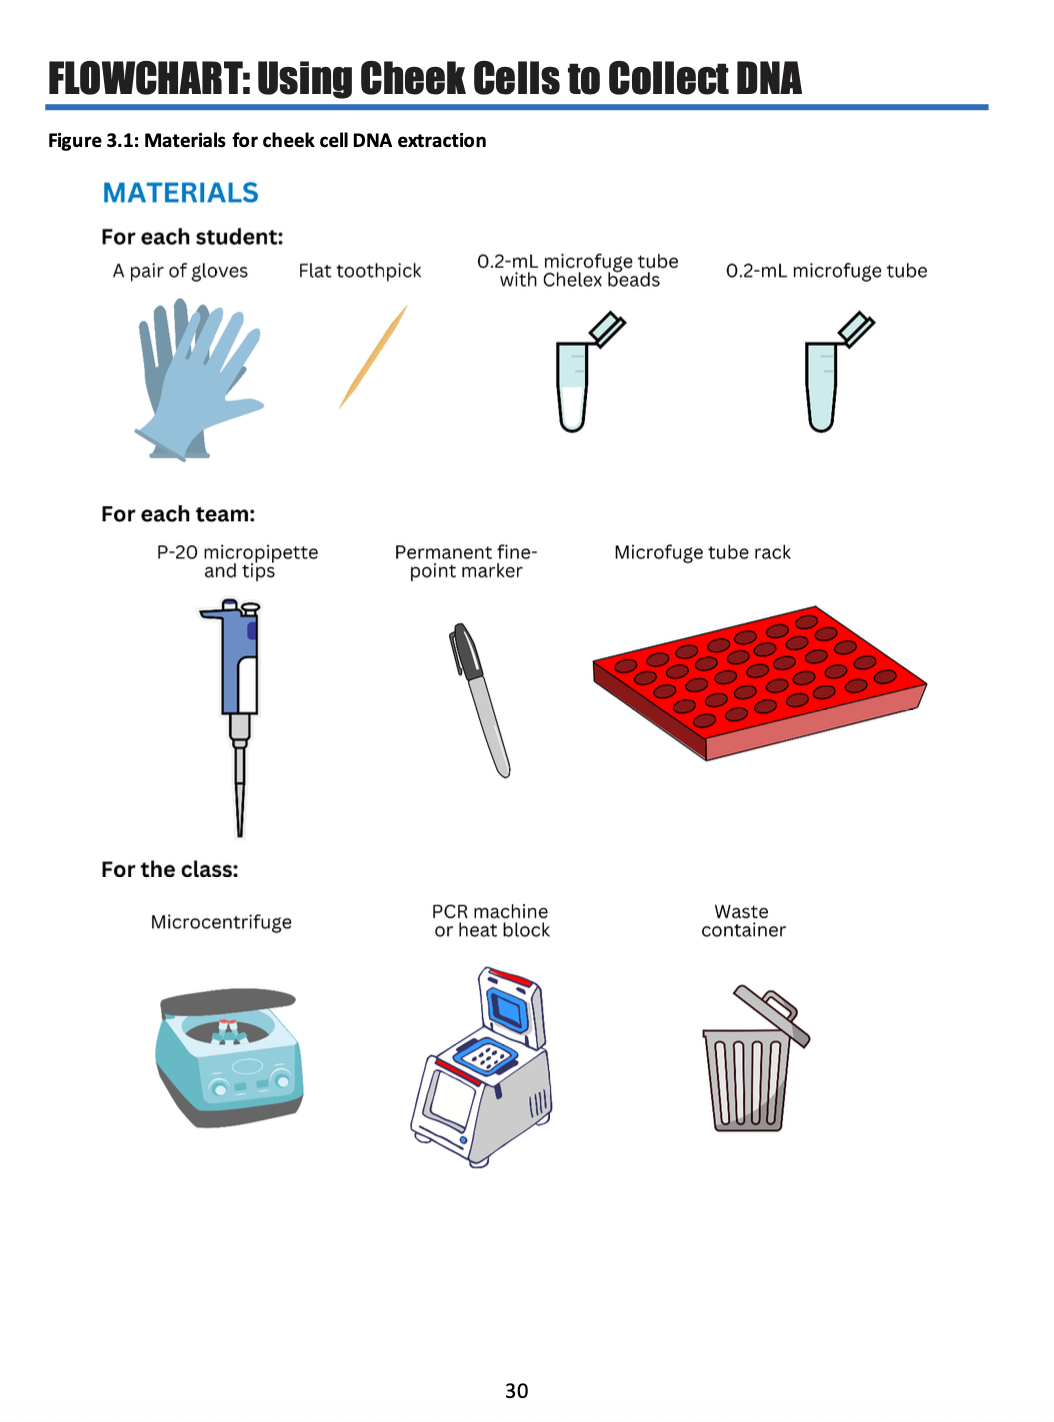 FLOWCHART: Using Cheek Cells to Collect DNA
Figure 3.1: Materials for cheek cell DNA extraction
MATERIALS
For each student:
A pair of gloves
Flat toothpick
0.2-mL microfuge tube
with Chelex beads
0.2-mL microfuge tube
For each team:
P-20 micropipette
and tips
Permanent fine-
point marker
Microfuge tube rack
For the class:
Microcentrifuge
PCR machine
or heat block
Waste
container
30